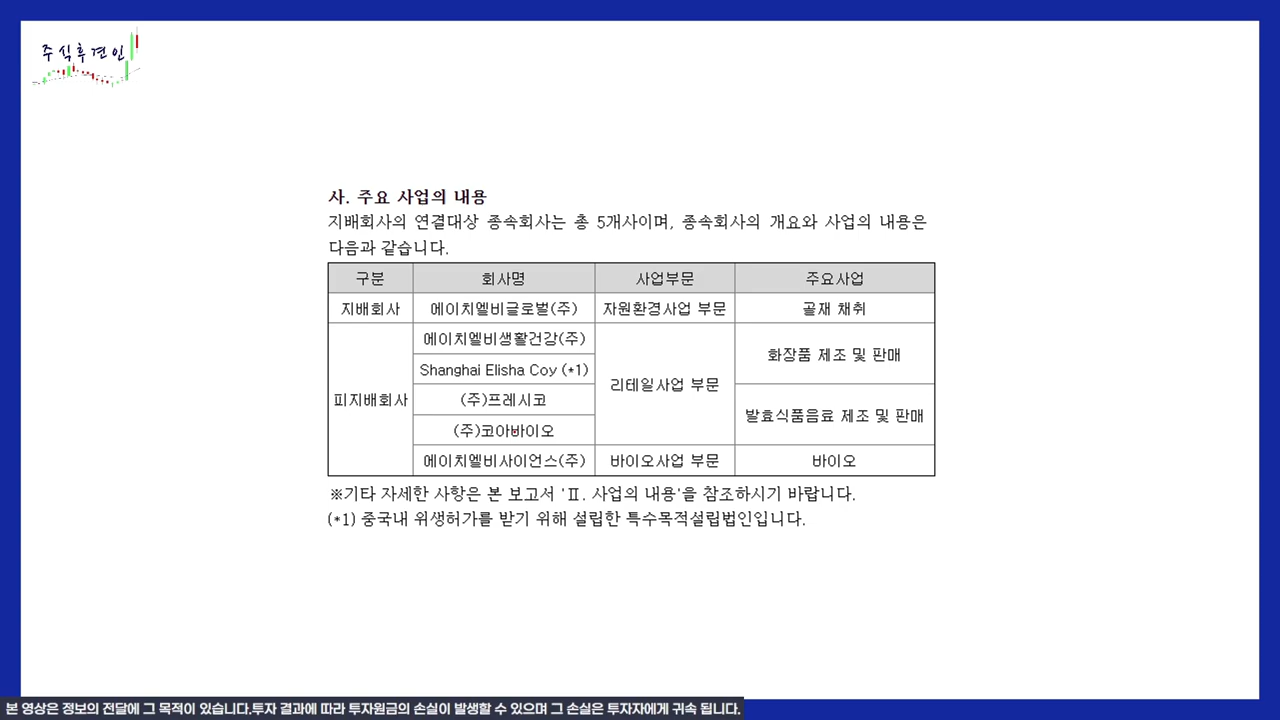 주식후견인
사. 주요 사업의 내용
지배회사의 연결대상 종속회사는 총 5개사이며, 종속회사의 개요와 사업의 내용은
다음과 같습니다.
구분 회사명 사업부문 주요사업
지배회사 에이치엘비글로벌(주) 자원환경사업 부문 골재 채취
피지배회사 에이치엘비생활건강(주) 리테일사업 부문 화장품 제조 및 판매
Shanghai Elisha Coy (*1)
(주)프레시코 발효식품음료 제조 및 판매
(주)코아바이오
에이치엘비사이언스(주) 바이오사업 부문 바이오
※기타 자세한 사항은 본 보고서 'Ⅱ. 사업의 내용'을 참조하시기 바랍니다.
(*1) 중국내 위생허가를 받기 위해 설립한 특수목적설립법인입니다.
본 영상은 정보의 전달에 그 목적이 있습니다.투자 결과에 따라 투자원금의 손실이 발생할 수 있으며 그 손실은 투자자에게 귀속 됩니다.